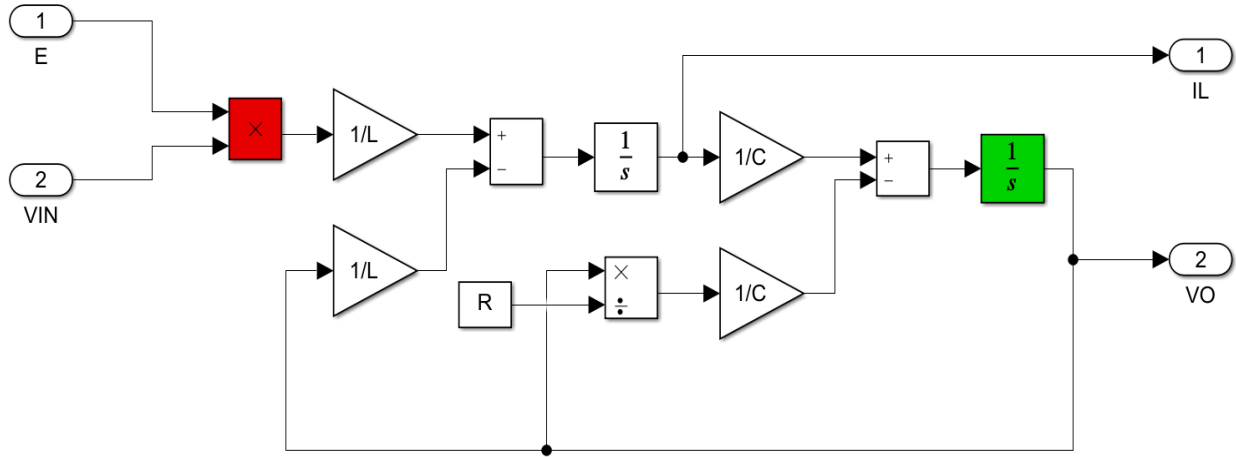 1
E
2
VIN
×
1/L
+
−
1/s
1/C
+
−
1/s
1
IL
1/L
R
×
÷
1/C
2
VO